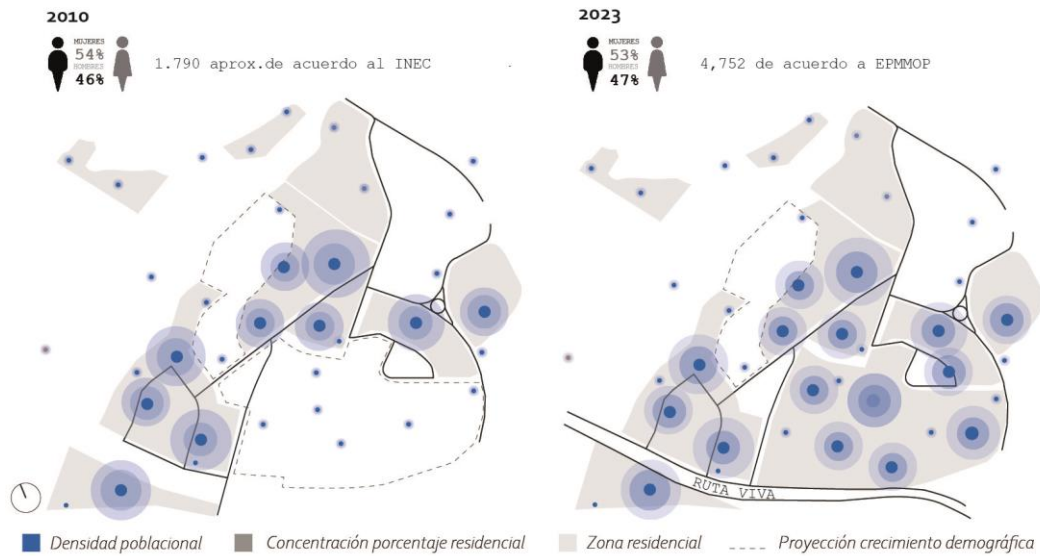 2010
MUJERES
54%
HOMBRES
46%
1.790 aprox.de acuerdo al INEC
2023
MUJERES
53%
HOMBRES
47%
4,752 de acuerdo a EPMMOP
RUTA VIVA
Densidad poblacional
Concentración porcentaje residencial
Zona residencial
Proyección crecimiento demográfica